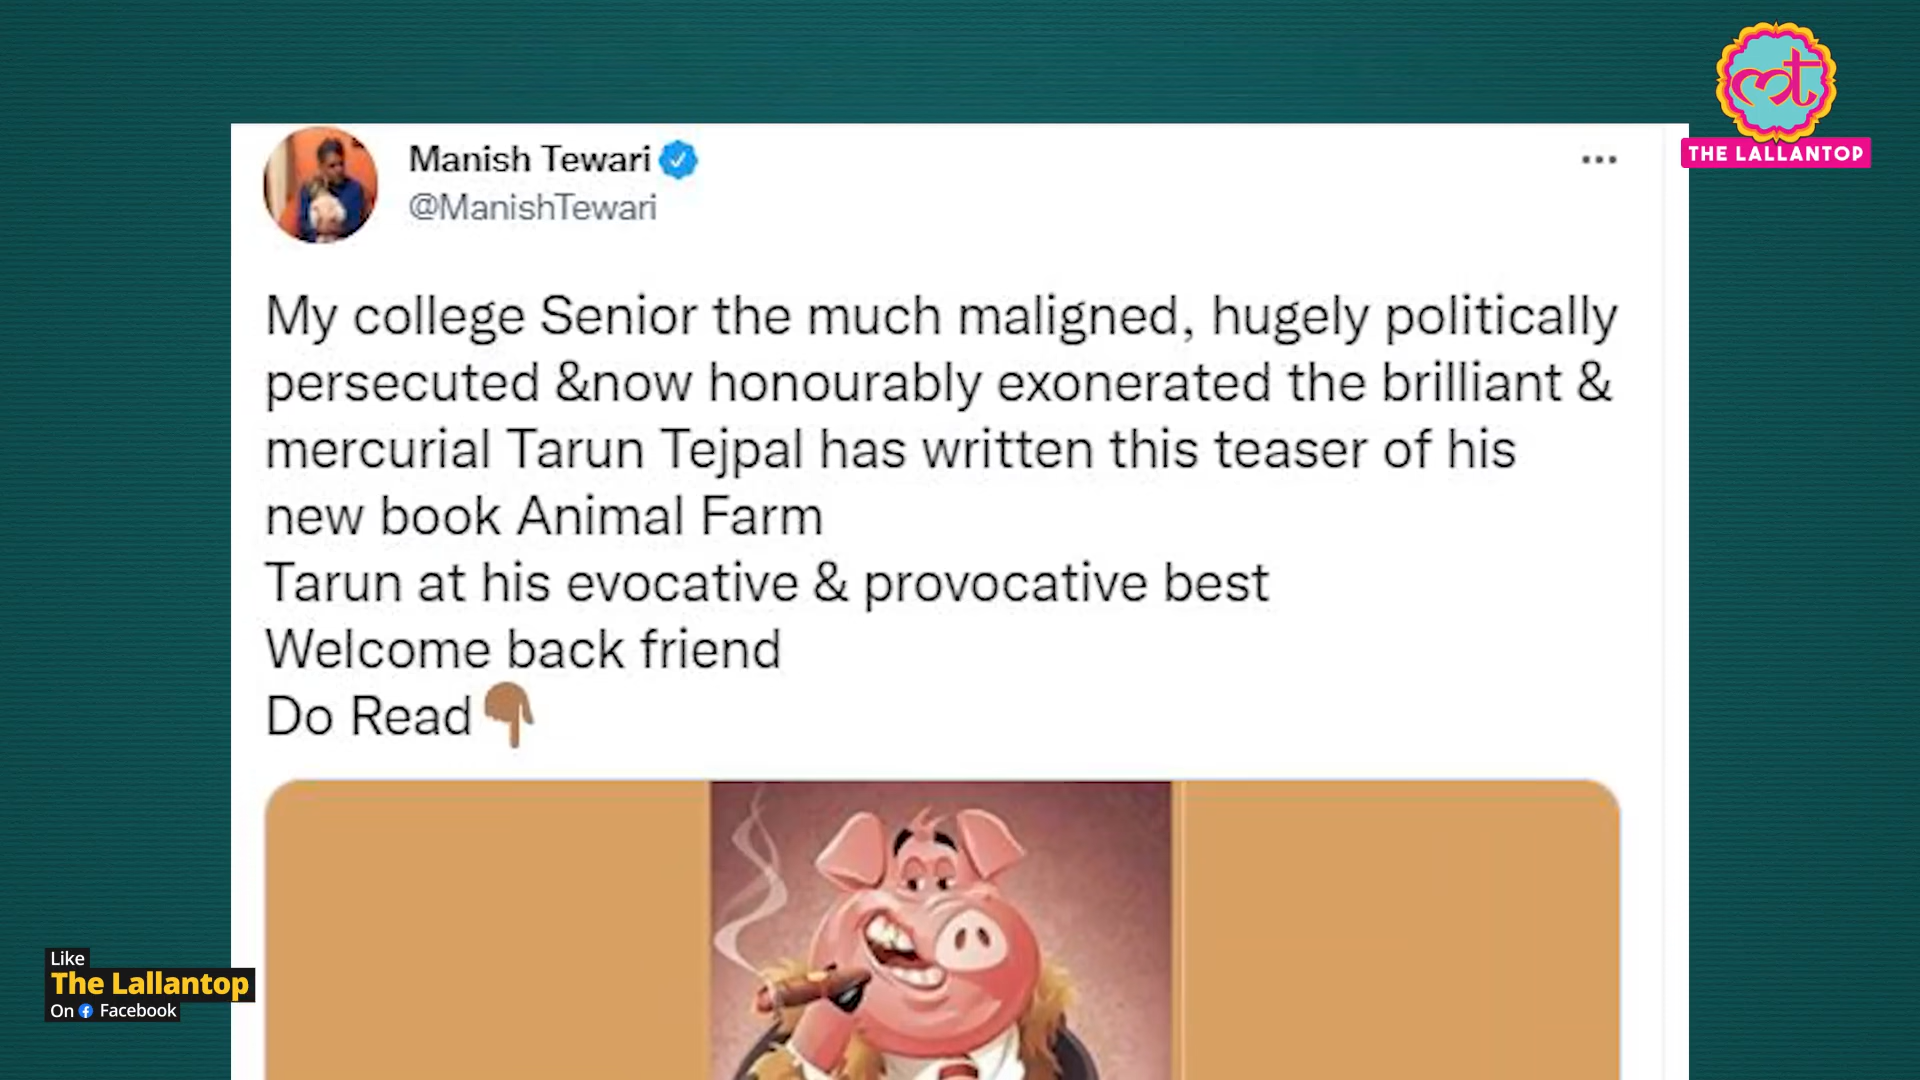 THE LALLANTOP
Manish Tewari
@ManishTewari
My college Senior the much maligned, hugely politically
persecuted &now honourably exonerated the brilliant &
mercurial Tarun Tejpal has written this teaser of his
new book Animal Farm
Tarun at his evocative & provocative best
Welcome back friend
Do Read👇🏾
Like
The Lallantop
On Facebook